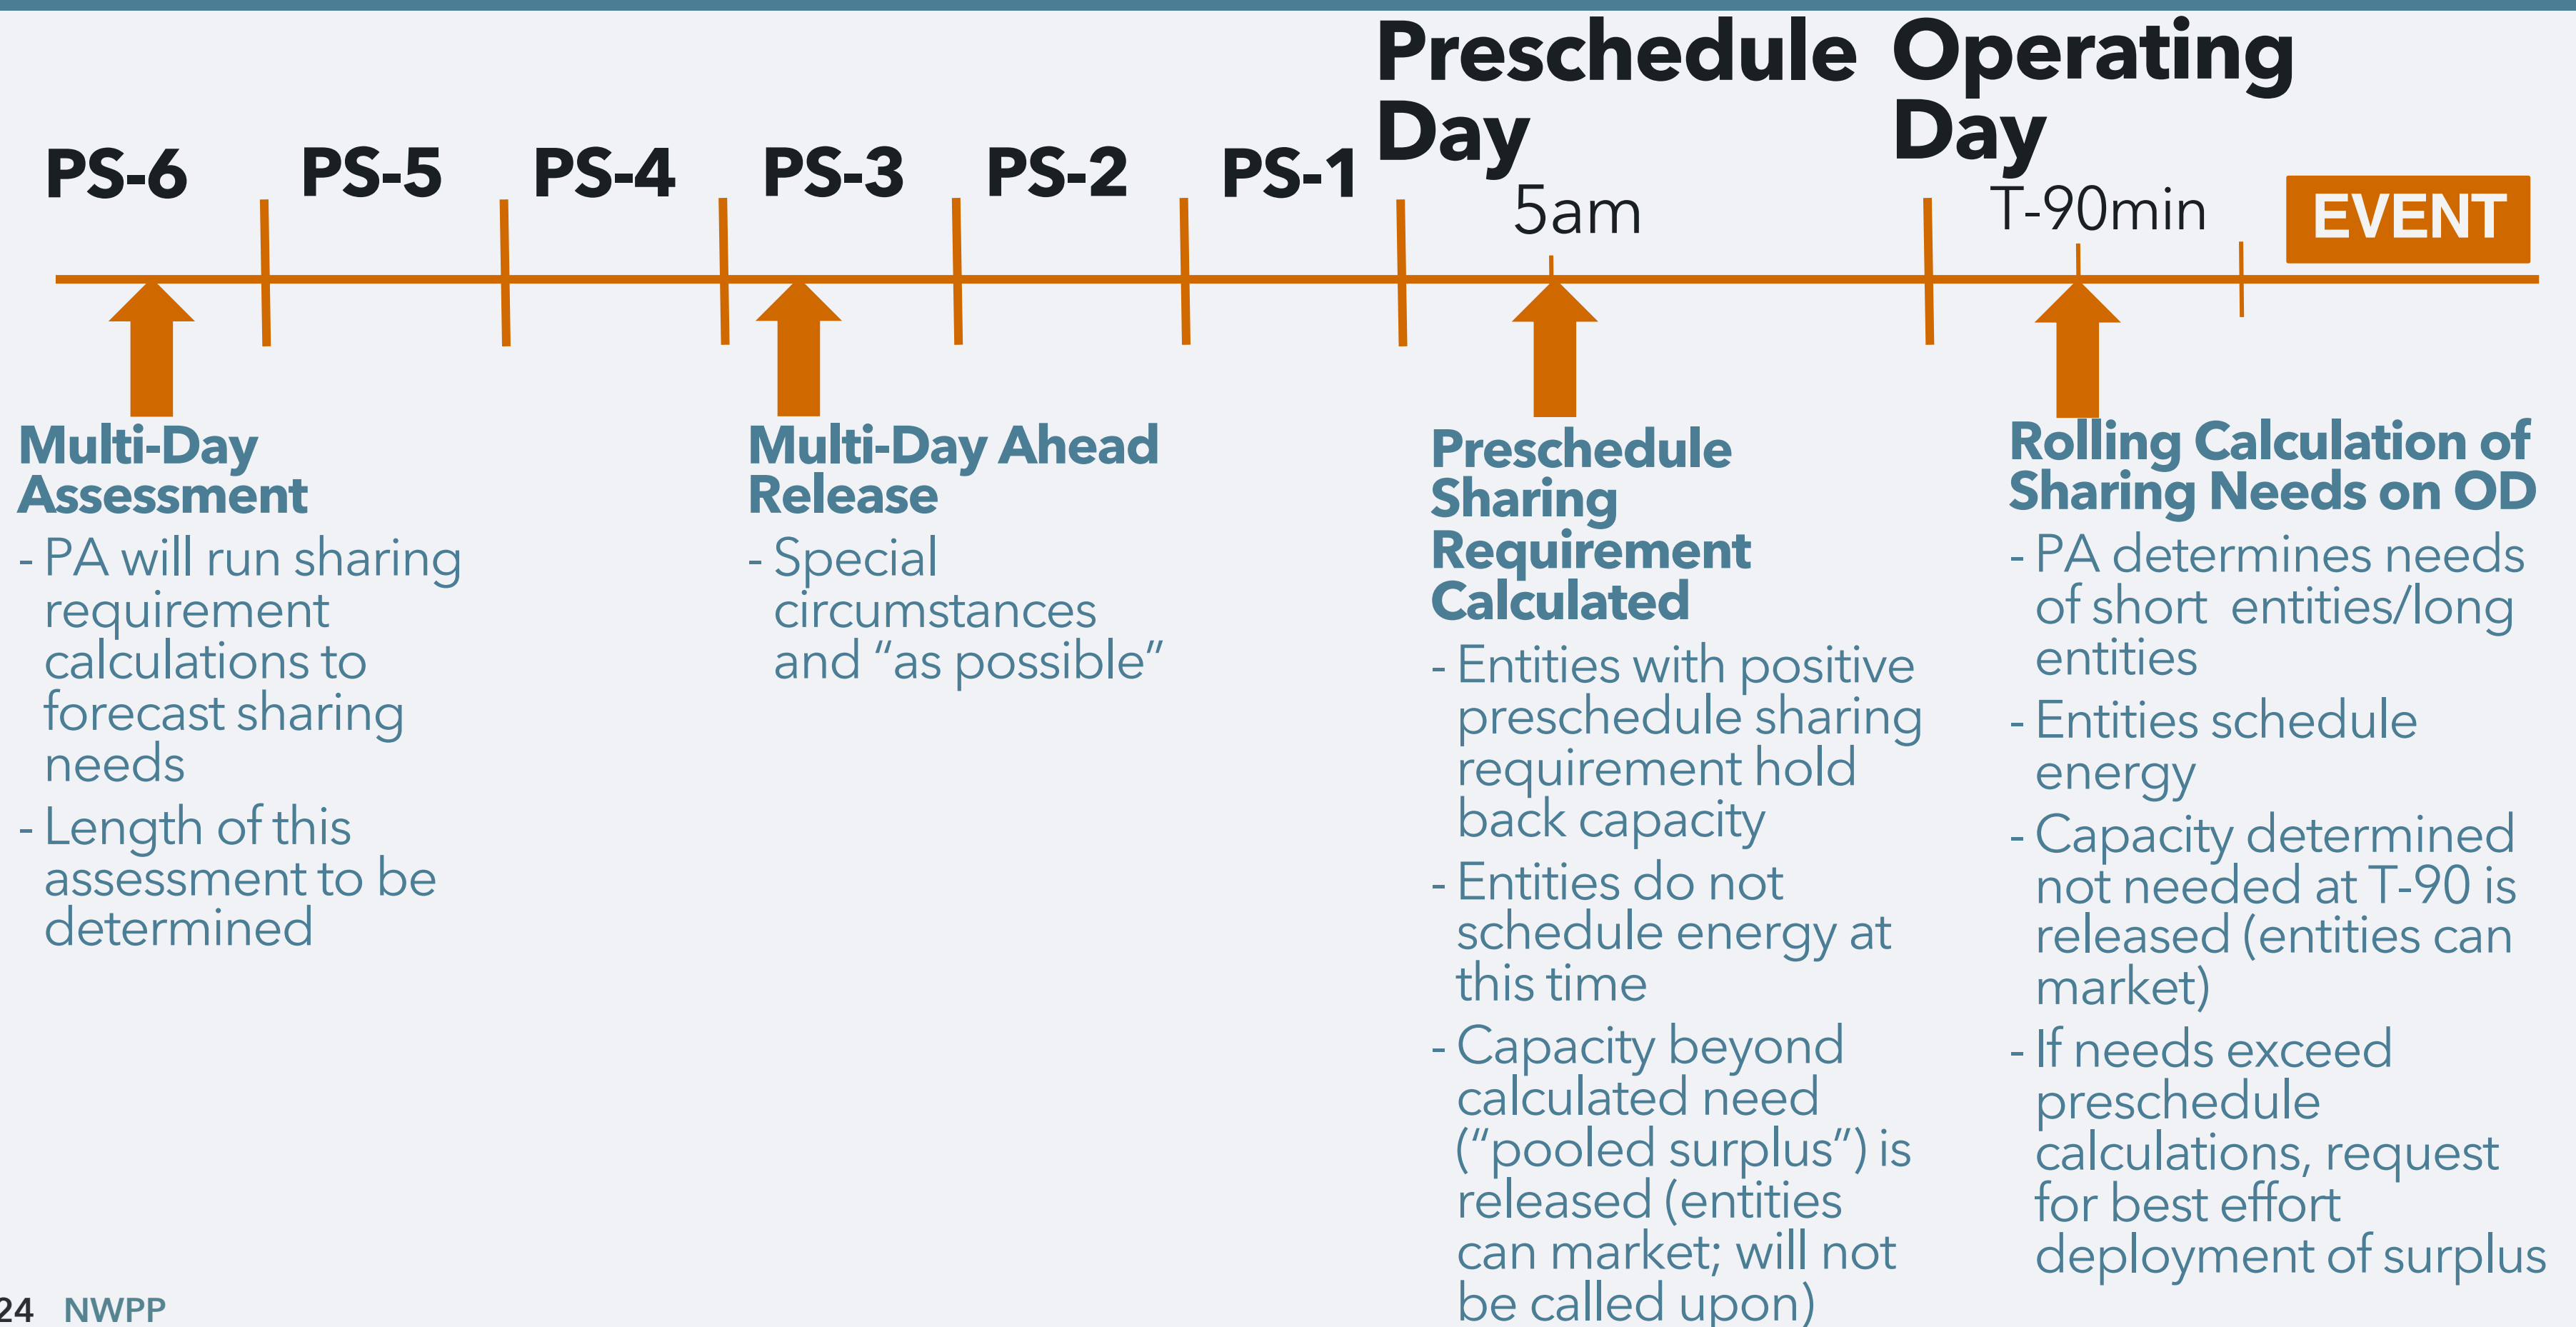 PS-6
PS-5
PS-4
PS-3
PS-2
PS-1
Preschedule
Day
5am
Operating
Day
T-90min
EVENT
Multi-Day
Assessment
- PA will run sharing
requirement
calculations to
forecast sharing
needs
- Length of this
assessment to be
determined
Multi-Day Ahead
Release
- Special
circumstances
and “as possible”
Preschedule
Sharing
Requirement
Calculated
- Entities with positive
preschedule sharing
requirement hold
back capacity
- Entities do not
schedule energy at
this time
- Capacity beyond
calculated need
(“pooled surplus”) is
released (entities
can market; will not
be called upon)
Rolling Calculation of
Sharing Needs on OD
- PA determines needs
of short entities/long
entities
- Entities schedule
energy
- Capacity determined
not needed at T-90 is
released (entities can
market)
- If needs exceed
preschedule
calculations, request
for best effort
deployment of surplus
24 NWPP